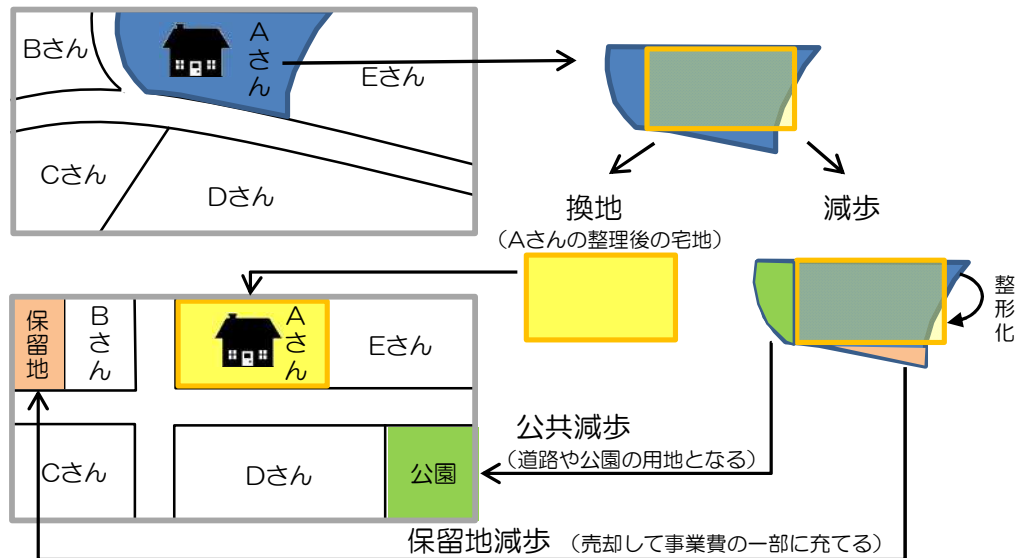 Bさん
Aさん
Eさん
Cさん
Dさん
換地
（Aさんの整理後の宅地）
減歩
整形化
保留地
Bさん
Aさん
Eさん
Cさん
Dさん
公園
公共減歩
（道路や公園の用地となる）
保留地減歩 （売却して事業費の一部に充てる）